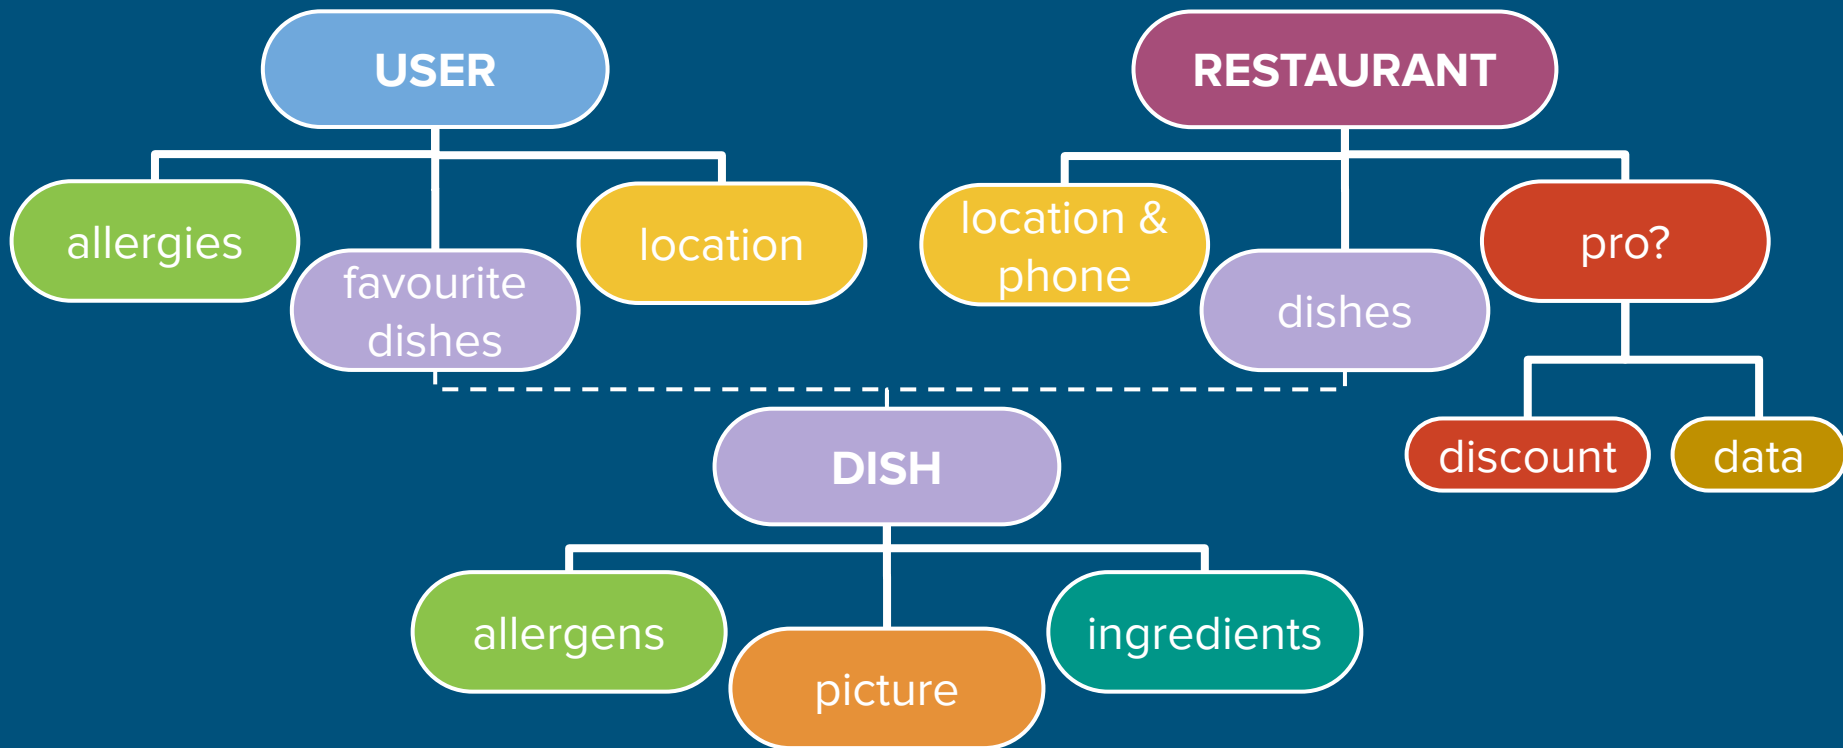 USER
RESTAURANT
allergies
favourite
dishes
location
location &
phone
dishes
pro?
discount
data
DISH
allergens
picture
ingredients